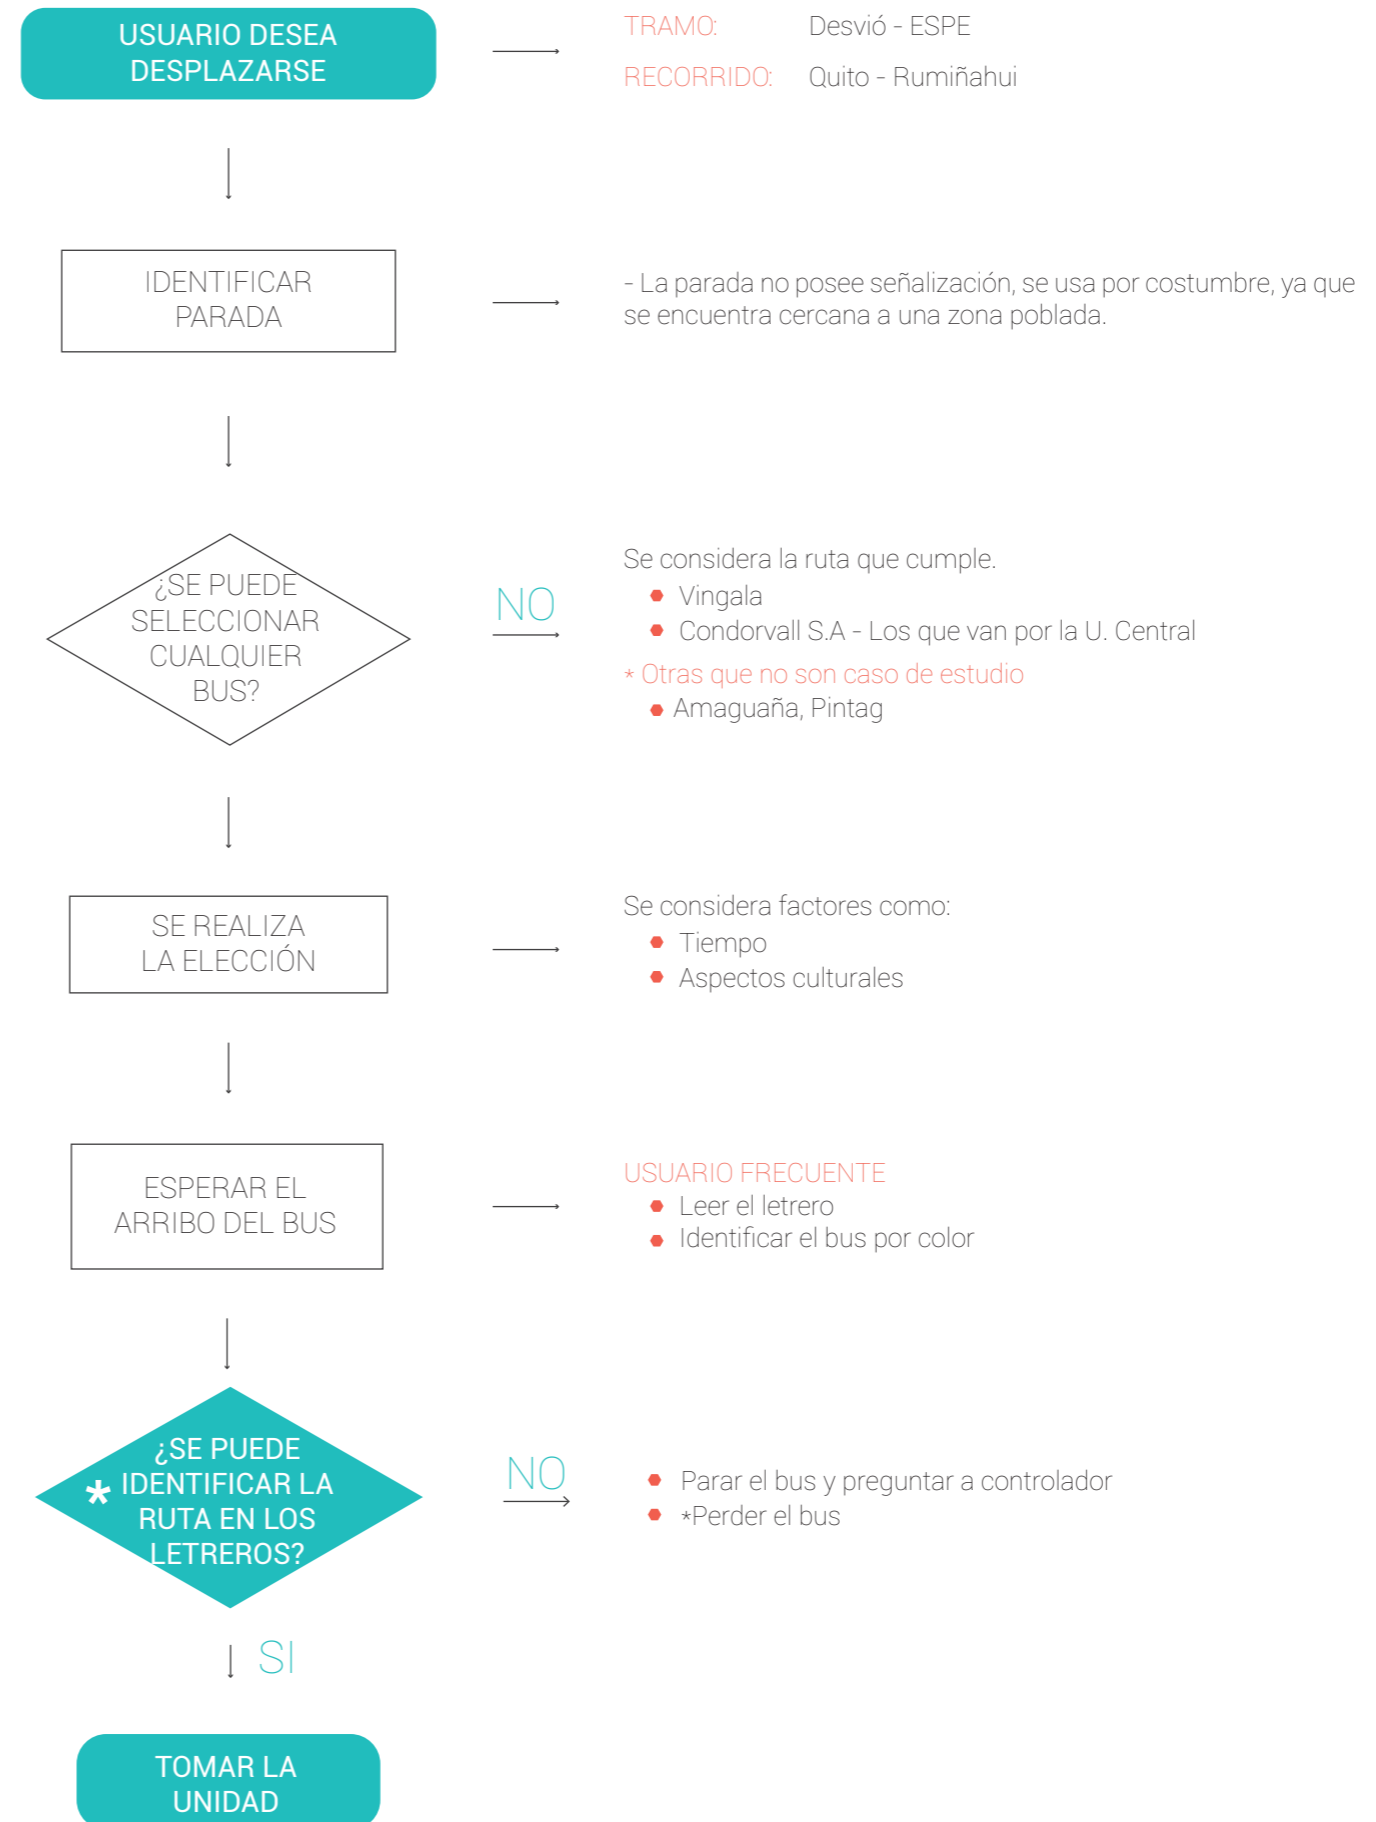 USUARIO DESEA
DESPLAZARSE
TRAMO: Desvió - ESPE
RECORRIDO: Quito - Rumiñahui
IDENTIFICAR
PARADA
- La parada no posee señalización, se usa por costumbre, ya que
se encuentra cercana a una zona poblada.
¿SE PUEDE
SELECCIONAR
CUALQUIER
BUS?
NO
Se considera la ruta que cumple.
Vingala
Condorvall S.A - Los que van por la U. Central
* Otras que no son caso de estudio
Amaguaña, Pintag
SE REALIZA
LA ELECCIÓN
Se considera factores como:
Tiempo
Aspectos culturales
ESPERAR EL
ARRIBO DEL BUS
USUARIO FRECUENTE
Leer el letrero
Identificar el bus por color
¿SE PUEDE
* IDENTIFICAR LA
RUTA EN LOS
LETREROS?
NO
Parar el bus y preguntar a controlador
*Perder el bus
SI
TOMAR LA
UNIDAD